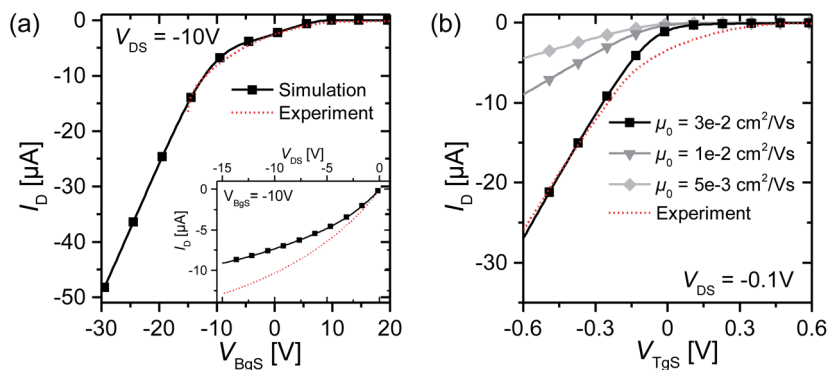 (a)
V_DS = -10V
0
-10
-20
-30
-40
-50
I_D [µA]
Simulation
Experiment
V_DS [V]
-15 -10 -5 0
V_BgS = -10V
0
-5
-10
I_D [µA]
-30 -20 -10 0 10 20
V_BgS [V]
(b)
0
-10
-20
-30
I_D [µA]
µ_0 = 3e-2 cm²/Vs
µ_0 = 1e-2 cm²/Vs
µ_0 = 5e-3 cm²/Vs
Experiment
V_DS = -0.1V
-0.6 -0.3 0.0 0.3 0.6
V_TgS [V]